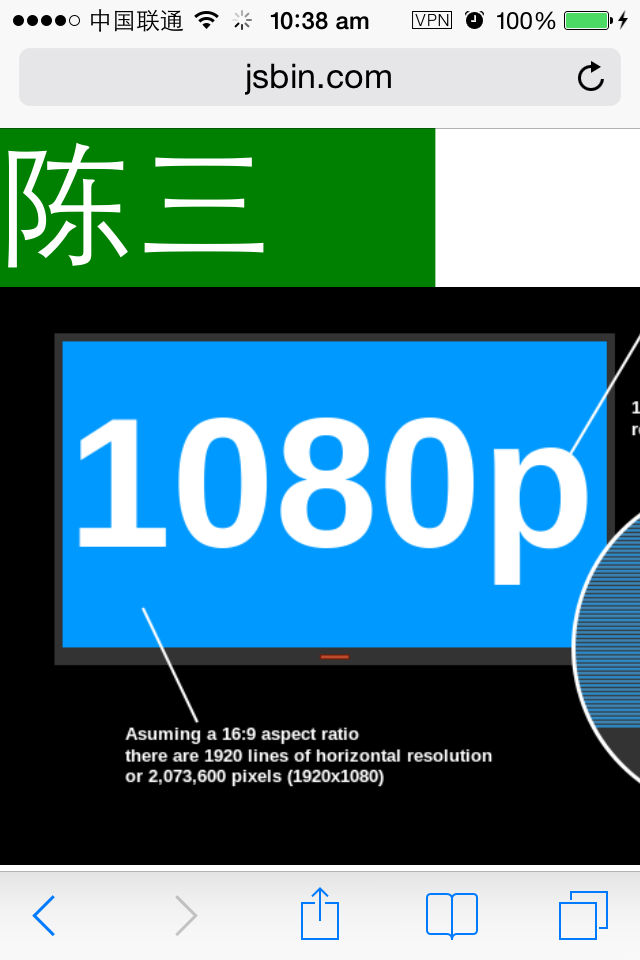 中国联通 10:38 am VPN 100%
jsbin.com
陈三
1080p
Asuming a 16:9 aspect ratio
there are 1920 lines of horizontal resolution
or 2,073,600 pixels (1920x1080)